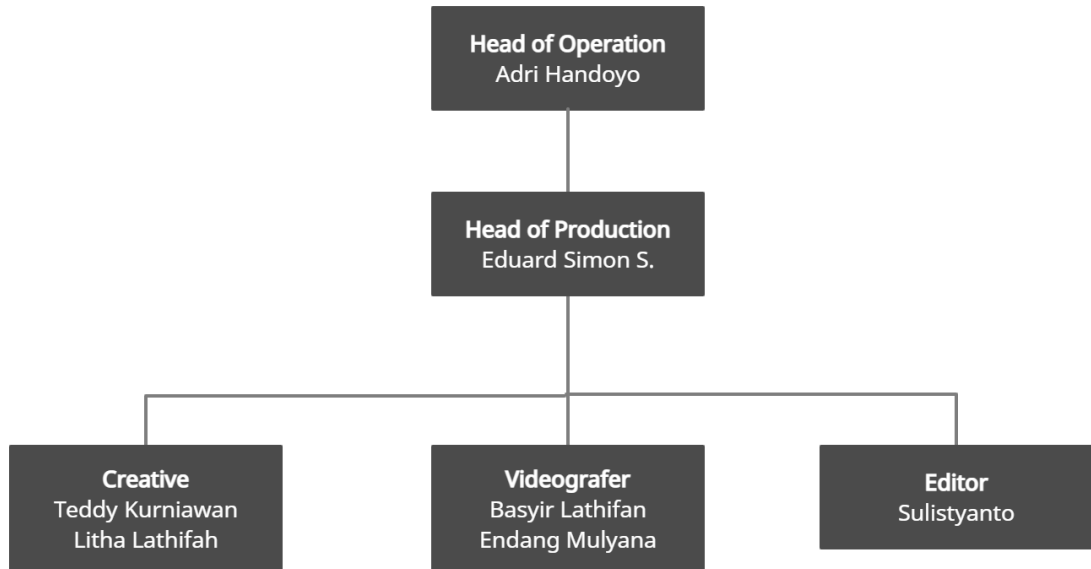 Head of Operation
Adri Handoyo
Head of Production
Eduard Simon S.
Creative
Teddy Kurniawan
Litha Lathifah
Videografer
Basyir Lathifan
Endang Mulyana
Editor
Sulistyanto